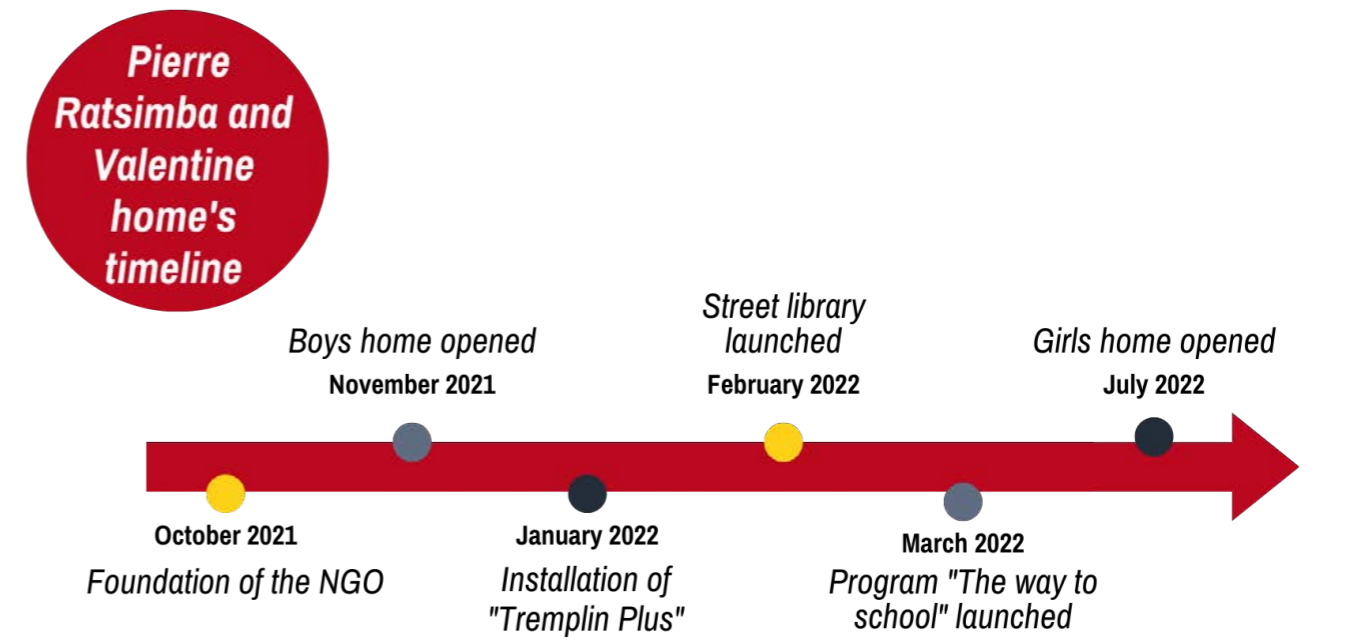 Pierre
Ratsimba and
Valentine
home's
timeline
Boys home opened
November 2021
Street library
launched
February 2022
Girls home opened
July 2022
October 2021
Foundation of the NGO
January 2022
Installation of
"Tremplin Plus"
March 2022
Program "The way to
school" launched